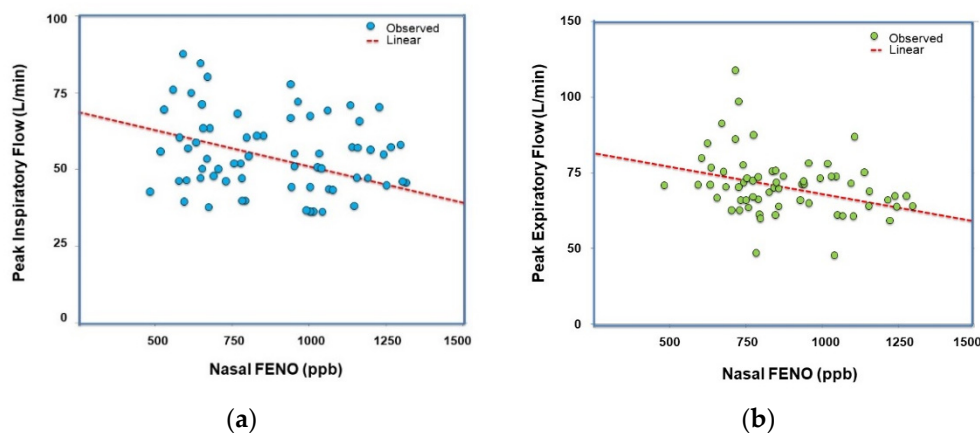 100
75
50
25
0
Peak Inspiratory Flow (L/min)
Observed
Linear
500 750 1000 1250 1500
Nasal FENO (ppb)
(a)
150
100
75
50
0
Peak Expiratory Flow (L/min)
Observed
Linear
500 750 1000 1250 1500
Nasal FENO (ppb)
(b)